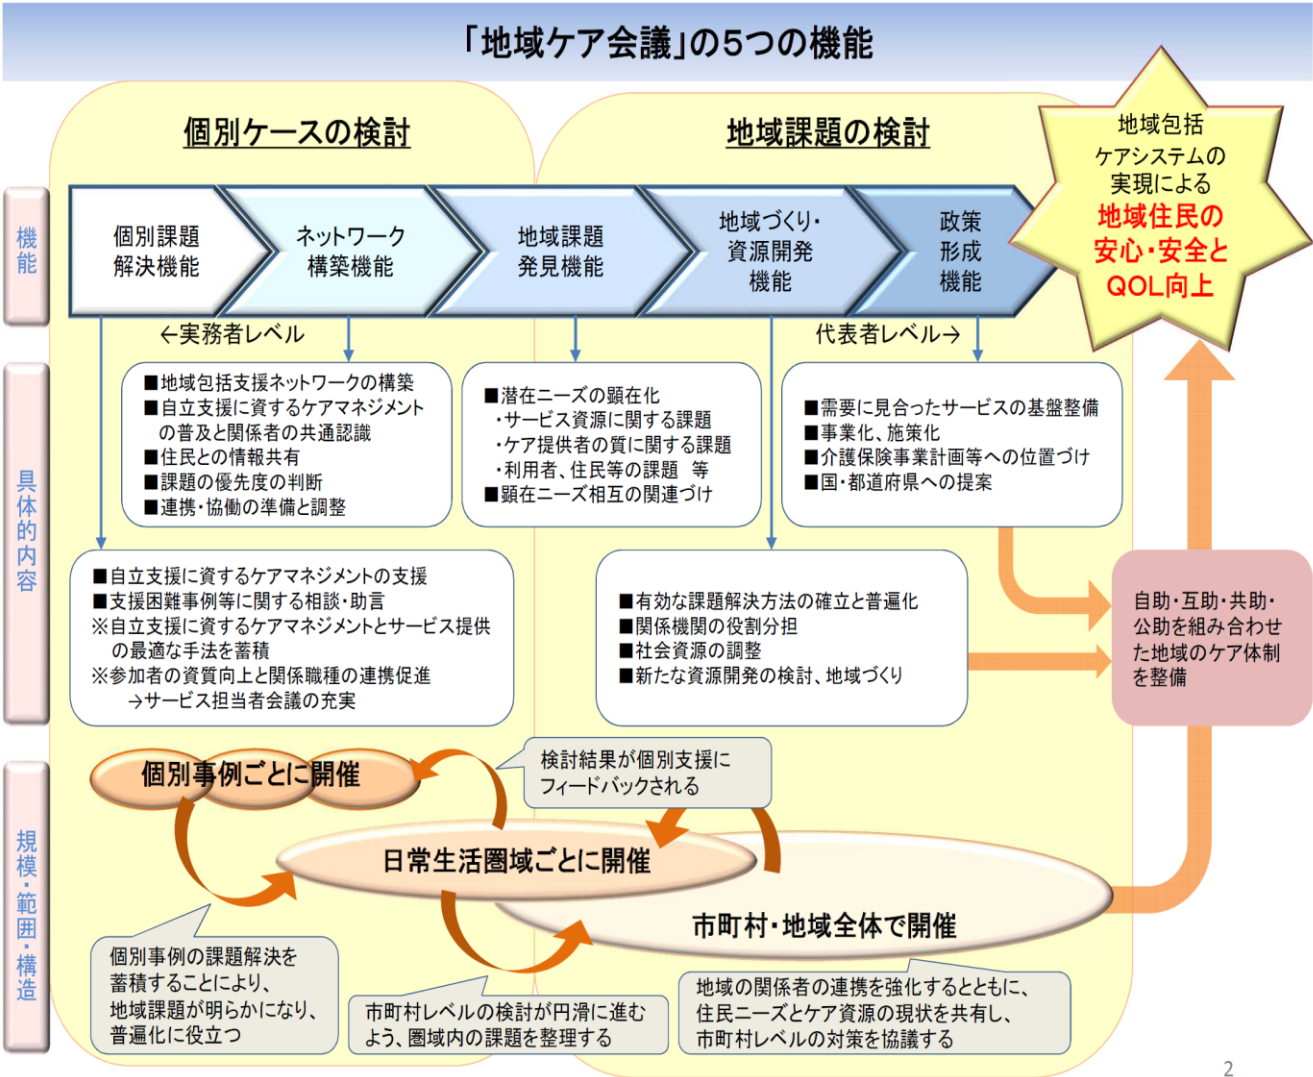 「地域ケア会議」の5つの機能
個別ケースの検討
地域課題の検討
地域包括
ケアシステムの
実現による
地域住民の
安心・安全と
QOL向上
機能
個別課題
解決機能
ネットワーク
構築機能
地域課題
発見機能
地域づくり・
資源開発
機能
政策
形成
機能
←実務者レベル
代表者レベル→
具体的内容
■地域包括支援ネットワークの構築
■自立支援に資するケアマネジメント
の普及と関係者の共通認識
■住民との情報共有
■課題の優先度の判断
■連携・協働の準備と調整
■潜在ニーズの顕在化
・サービス資源に関する課題
・ケア提供者の質に関する課題
・利用者、住民等の課題 等
■顕在ニーズ相互の関連づけ
■需要に見合ったサービスの基盤整備
■事業化、施策化
■介護保険事業計画等への位置づけ
■国・都道府県への提案
■自立支援に資するケアマネジメントの支援
■支援困難事例等に関する相談・助言
※自立支援に資するケアマネジメントとサービス提供
の最適な手法を蓄積
※参加者の資質向上と関係職種の連携促進
→サービス担当者会議の充実
■有効な課題解決方法の確立と普遍化
■関係機関の役割分担
■社会資源の調整
■新たな資源開発の検討、地域づくり
自助・互助・共助・
公助を組み合わせ
た地域のケア体制
を整備
規模・範囲・構造
個別事例ごとに開催
検討結果が個別支援に
フィードバックされる
日常生活圏域ごとに開催
市町村・地域全体で開催
個別事例の課題解決を
蓄積することにより、
地域課題が明らかになり、
普遍化に役立つ
市町村レベルの検討が円滑に進む
よう、圏域内の課題を整理する
地域の関係者の連携を強化するとともに、
住民ニーズとケア資源の現状を共有し、
市町村レベルの対策を協議する
2